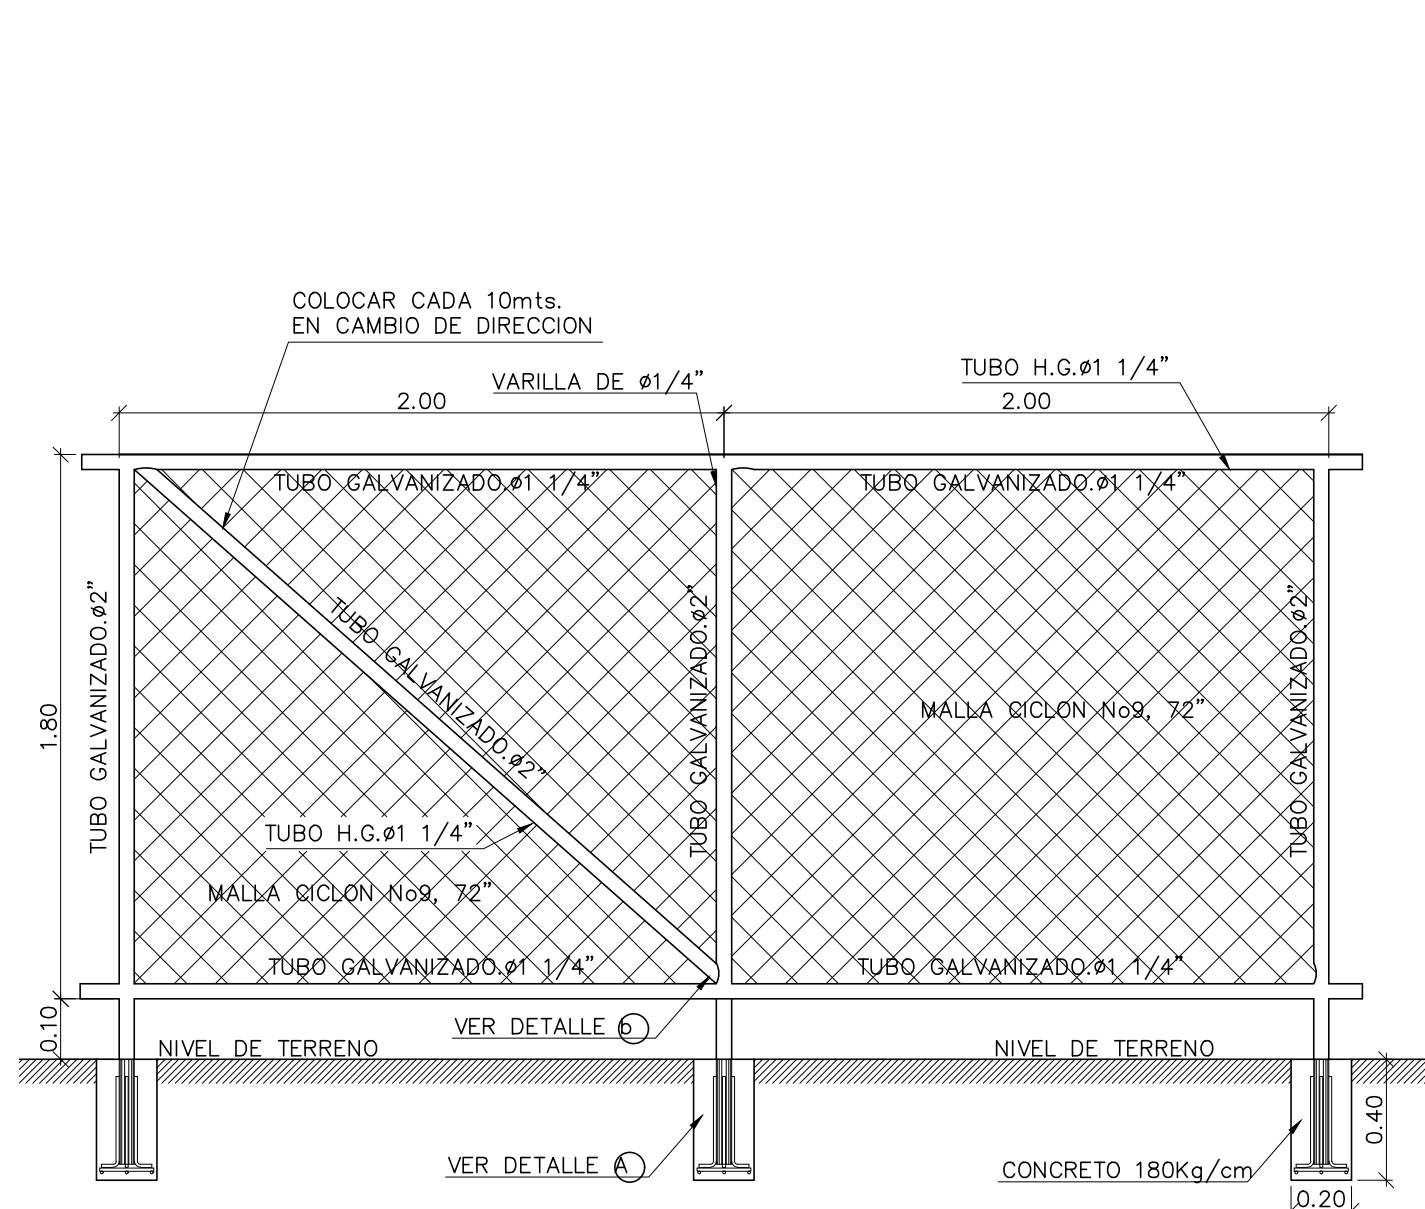 COLOCAR CADA 10mts.
EN CAMBIO DE DIRECCION
VARILLA DE ø1/4”
TUBO H.G.ø1 1/4”
2.00
2.00
TUBO GALVANIZADO.ø1 1/4”
TUBO GALVANIZADO.ø1 1/4”
TUBO GALVANIZADO.ø2”
TUBO GALVANIZADO.ø2”
TUBO GALVANIZADO.ø2”
TUBO GALVANIZADO.ø2”
1.80
MALLA CICLON No9, 72”
TUBO H.G.ø1 1/4”
MALLA CICLON No9, 72”
TUBO GALVANIZADO.ø1 1/4”
TUBO GALVANIZADO.ø1 1/4”
0.10
VER DETALLE b
NIVEL DE TERRENO
NIVEL DE TERRENO
0.40
VER DETALLE A
CONCRETO 180Kg/cm
0.20